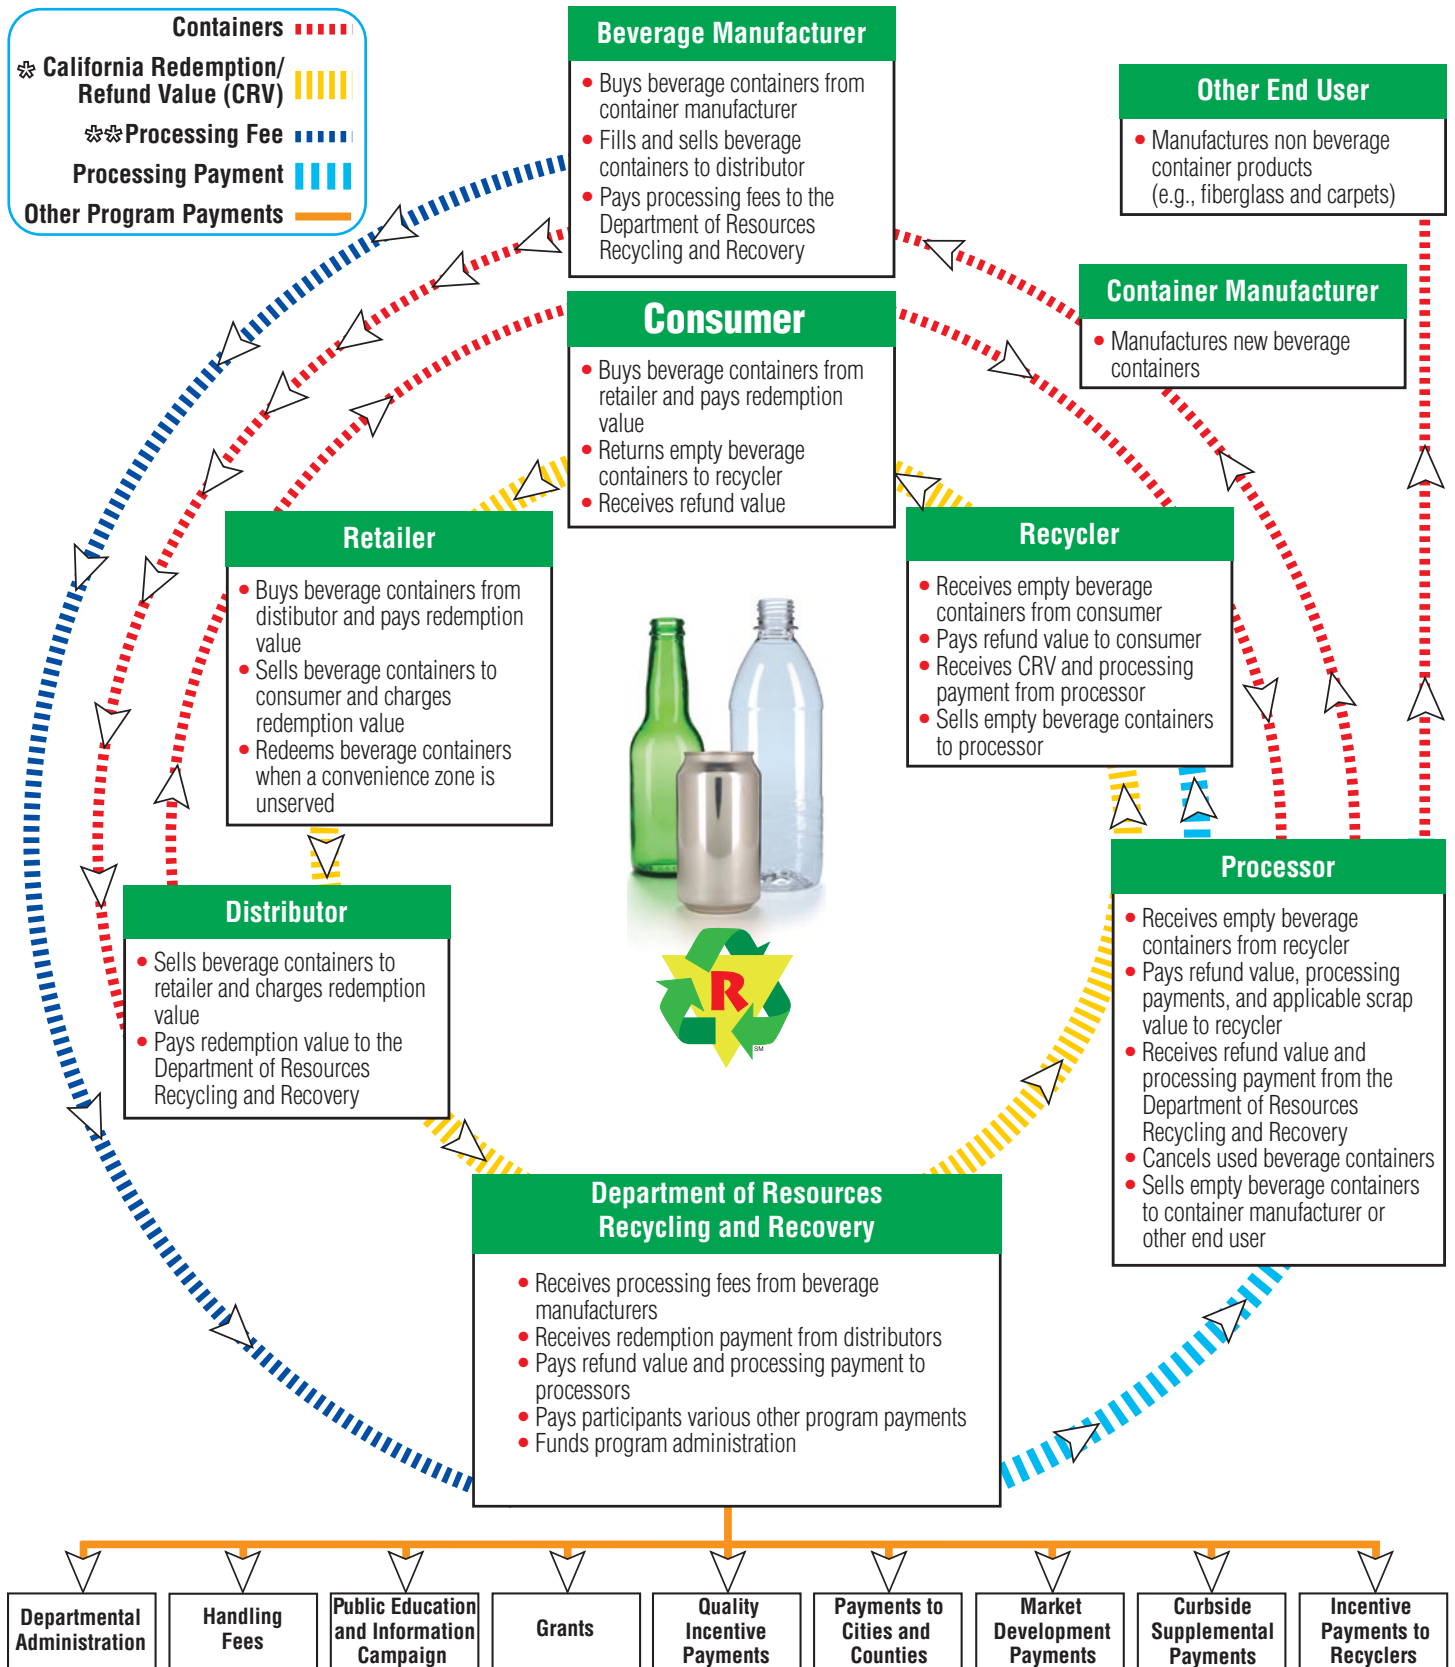 Containers
California Redemption/
Refund Value (CRV)
Processing Fee
Processing Payment
Other Program Payments
Beverage Manufacturer
• Buys beverage containers from
container manufacturer
• Fills and sells beverage
containers to distributor
• Pays processing fees to the
Department of Resources
Recycling and Recovery
Other End User
• Manufactures non beverage
container products
(e.g., fiberglass and carpets)
Container Manufacturer
• Manufactures new beverage
containers
Consumer
• Buys beverage containers from
retailer and pays redemption
value
• Returns empty beverage
containers to recycler
• Receives refund value
Retailer
• Buys beverage containers from
distibutor and pays redemption
value
• Sells beverage containers to
consumer and charges
redemption value
• Redeems beverage containers
when a convenience zone is
unserved
Recycler
• Receives empty beverage
containers from consumer
• Pays refund value to consumer
• Receives CRV and processing
payment from processor
• Sells empty beverage containers
to processor
Distributor
• Sells beverage containers to
retailer and charges redemption
value
• Pays redemption value to the
Department of Resources
Recycling and Recovery
R
SM
Processor
• Receives empty beverage
containers from recycler
• Pays refund value, processing
payments, and applicable scrap
value to recycler
• Receives refund value and
processing payment from the
Department of Resources
Recycling and Recovery
• Cancels used beverage containers
• Sells empty beverage containers
to container manufacturer or
other end user
Department of Resources
Recycling and Recovery
• Receives processing fees from beverage
manufacturers
• Receives redemption payment from distributors
• Pays refund value and processing payment to
processors
• Pays participants various other program payments
• Funds program administration
Departmental
Administration
Handling
Fees
Public Education
and Information
Campaign
Grants
Quality
Incentive
Payments
Payments to
Cities and
Counties
Market
Development
Payments
Curbside
Supplemental
Payments
Incentive
Payments to
Recyclers